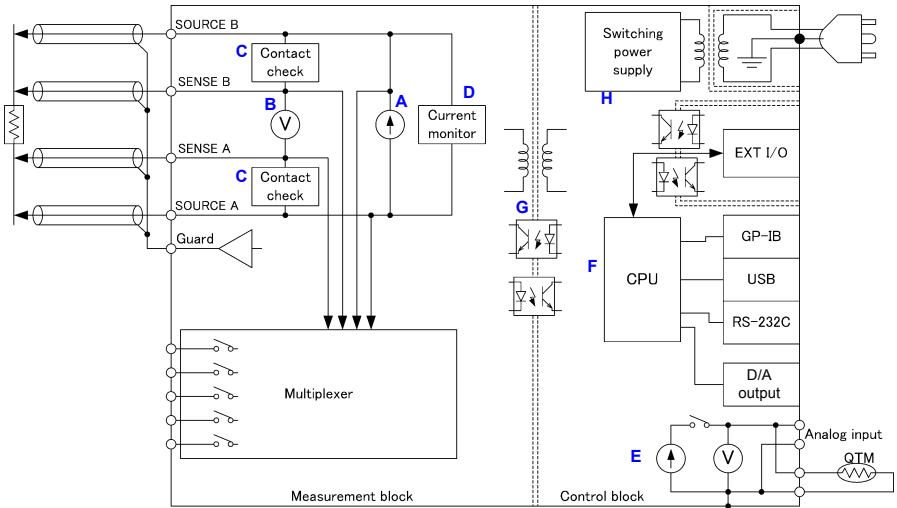 SOURCE B
C
Contact
check
SENSE B
B
V
A
D
Current
monitor
SENSE A
C
Contact
check
SOURCE A
Guard
Multiplexer
Measurement block
G
Switching
power
supply
H
EXT I/O
F
CPU
GP-IB
USB
RS-232C
D/A
output
E
V
Analog input
QTM
Control block